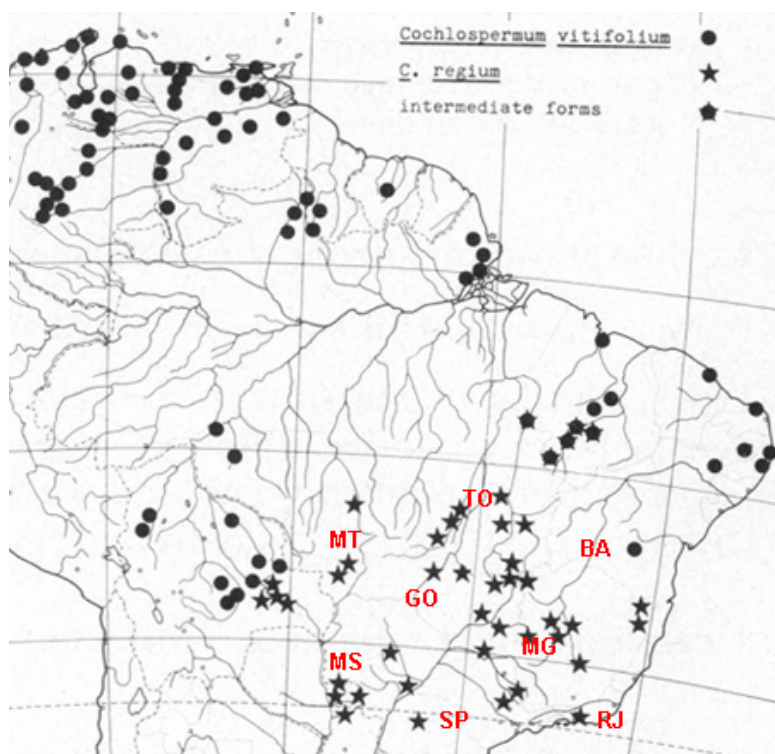 Cochlospermum vitifolium
C. regium
intermediate forms
TO
MT
BA
GO
MG
MS
SP
RJ